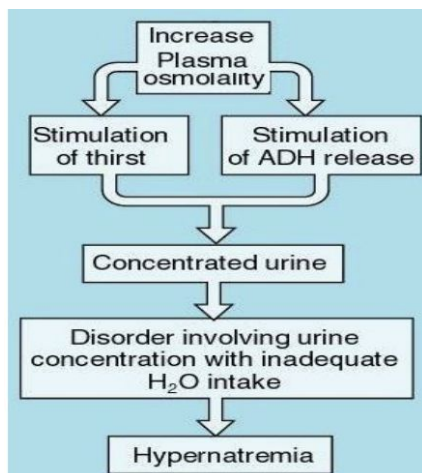 Increase
Plasma
osmolality
Stimulation
of thirst
Stimulation
of ADH release
Concentrated urine
Disorder involving urine
concentration with inadequate
H₂O intake
Hypernatremia